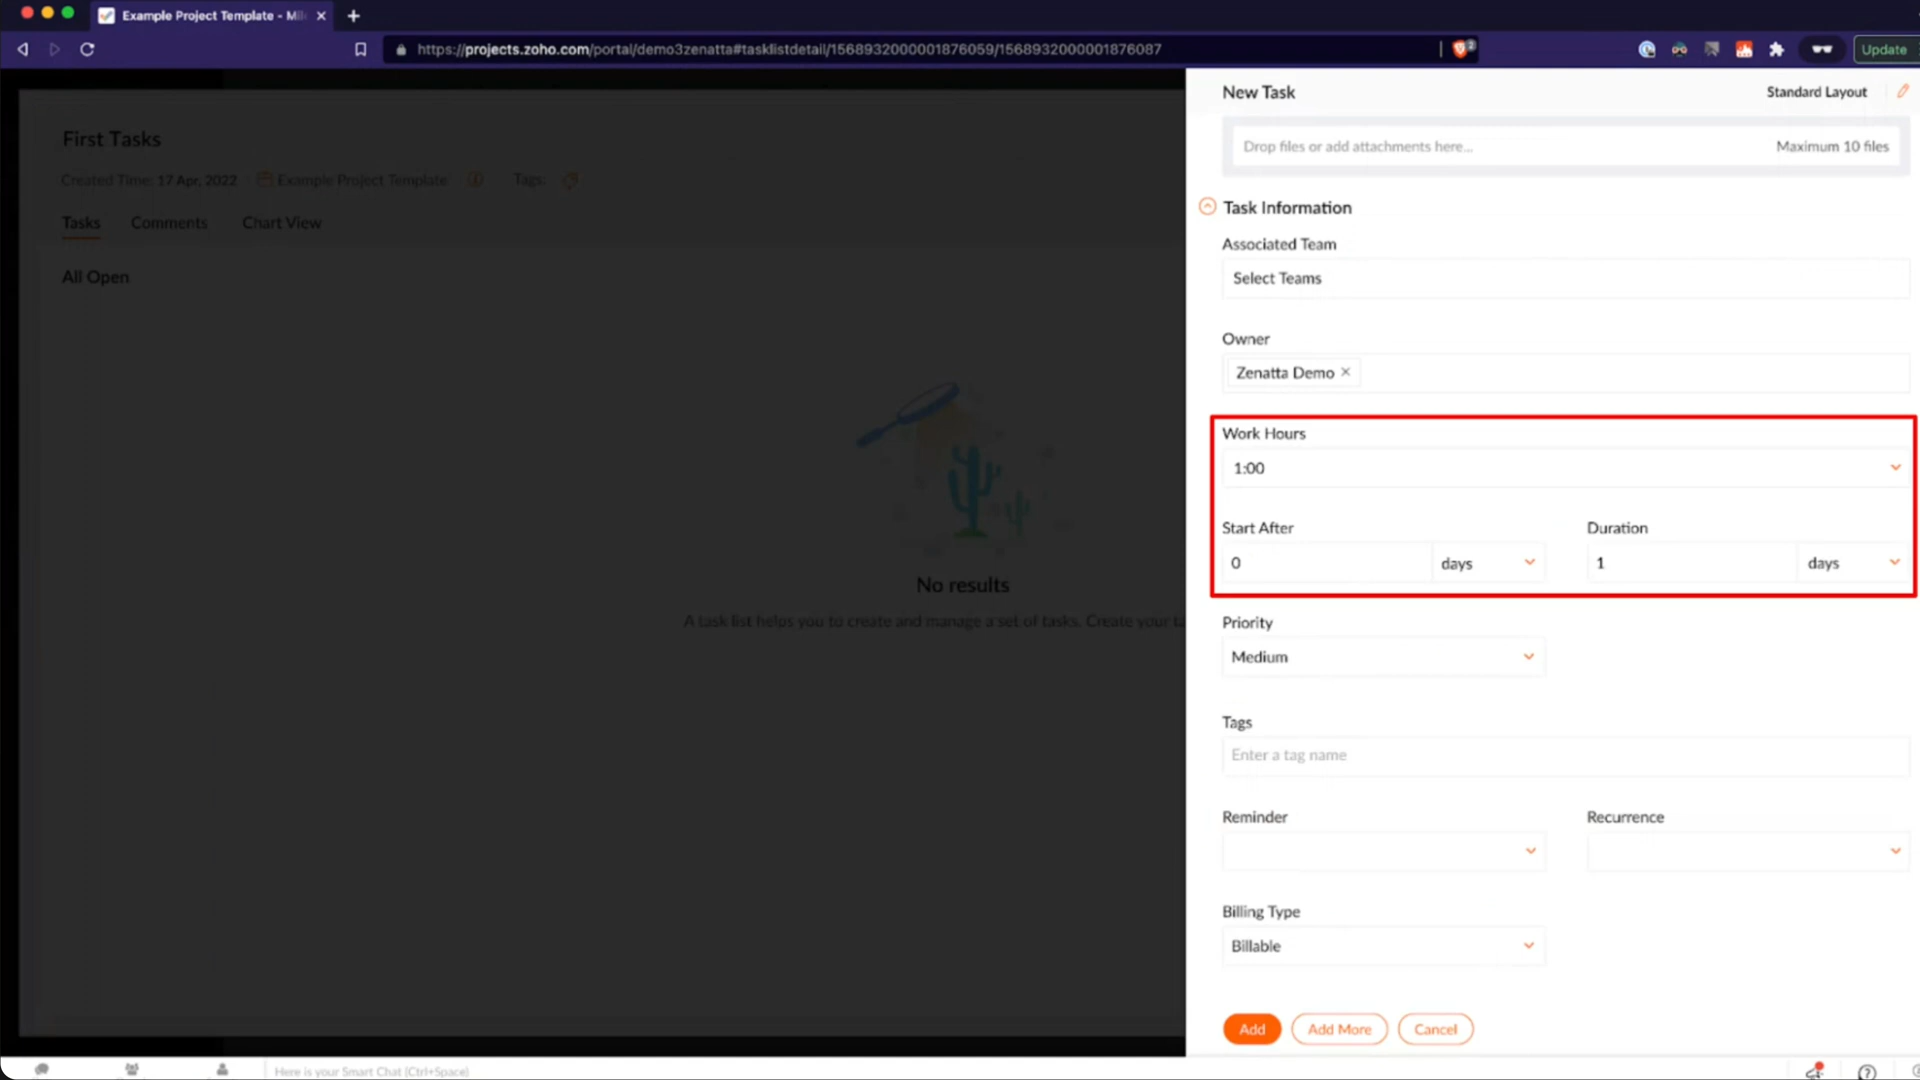 Example Project Template - Mil
https://projects.zoho.com/portal/demo3zenatta#tasklistdetail/1568932000001876059/1568932000001876087
Update
First Tasks
Created Time: 17 Apr, 2022
Example Project Template
Tags:
Tasks
Comments
Chart View
All Open
No results
A task list helps you to create and manage a set of tasks. Create your ta
New Task
Standard Layout
Drop files or add attachments here...
Maximum 10 files
Task Information
Associated Team
Select Teams
Owner
Zenatta Demo
Work Hours
1:00
Start After
Duration
0
days
1
days
Priority
Medium
Tags
Enter a tag name
Reminder
Recurrence
Billing Type
Billable
Add
Add More
Cancel
Here is your Smart Chat (Ctrl+Space)